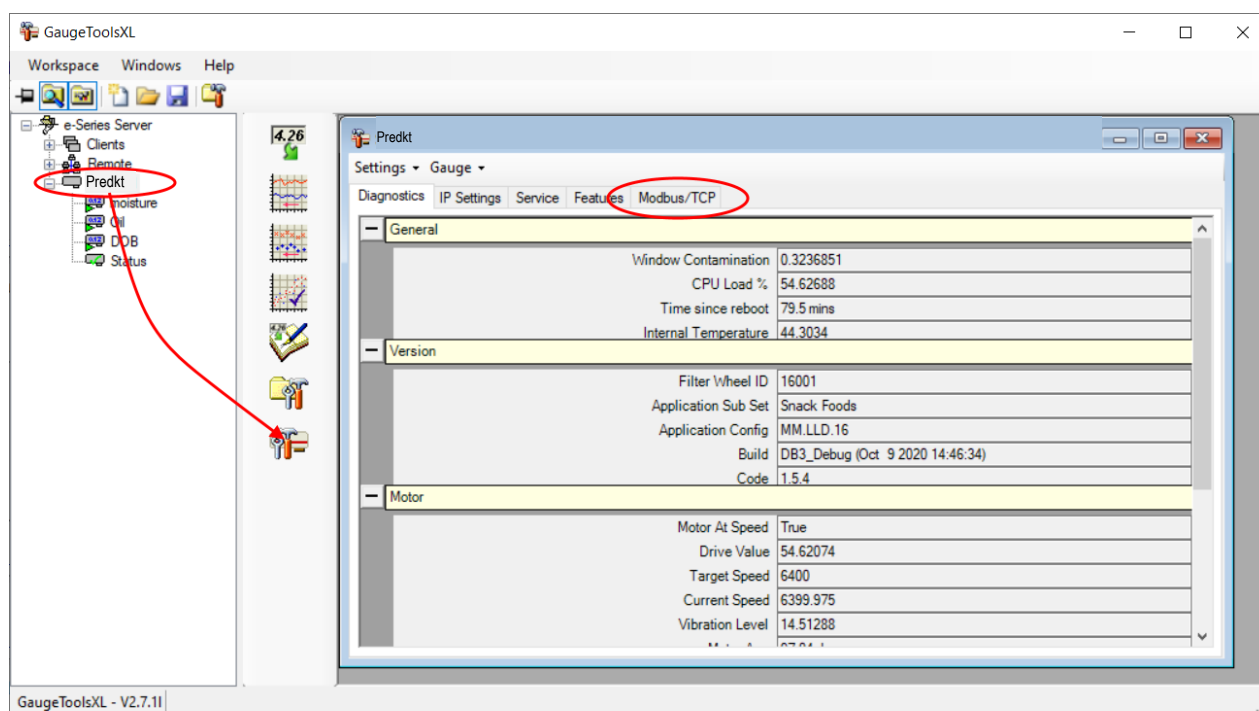 GaugeToolsXL
Workspace Windows Help
e-Series Server
Clients
Remote
Predkt
moisture
Oil
DOB
Status
4.26
Predkt
Settings Gauge
Diagnostics IP Settings Service Features Modbus/TCP
General
Window Contamination 0.3236851
CPU Load % 54.62688
Time since reboot 79.5 mins
Internal Temperature 44.3034
Version
Filter Wheel ID 16001
Application Sub Set Snack Foods
Application Config MM.LLD.16
Build DB3_Debug (Oct 9 2020 14:46:34)
Code 1.5.4
Motor
Motor At Speed True
Drive Value 54.62074
Target Speed 6400
Current Speed 6399.975
Vibration Level 14.51288
GaugeToolsXL - V2.7.1I